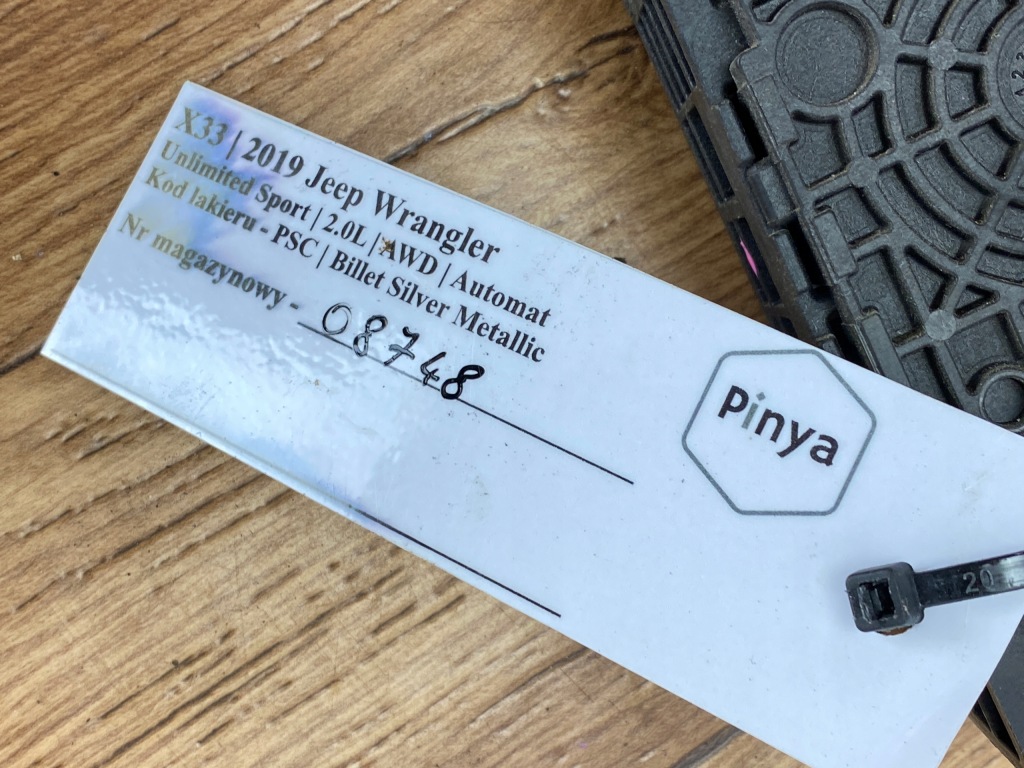 X33 | 2019 Jeep Wrangler
Unlimited Sport | 2.0L | AWD | Automat
Kod lakieru - PSC | Billet Silver Metallic
Nr magazynowy - 08748
Pinya
20